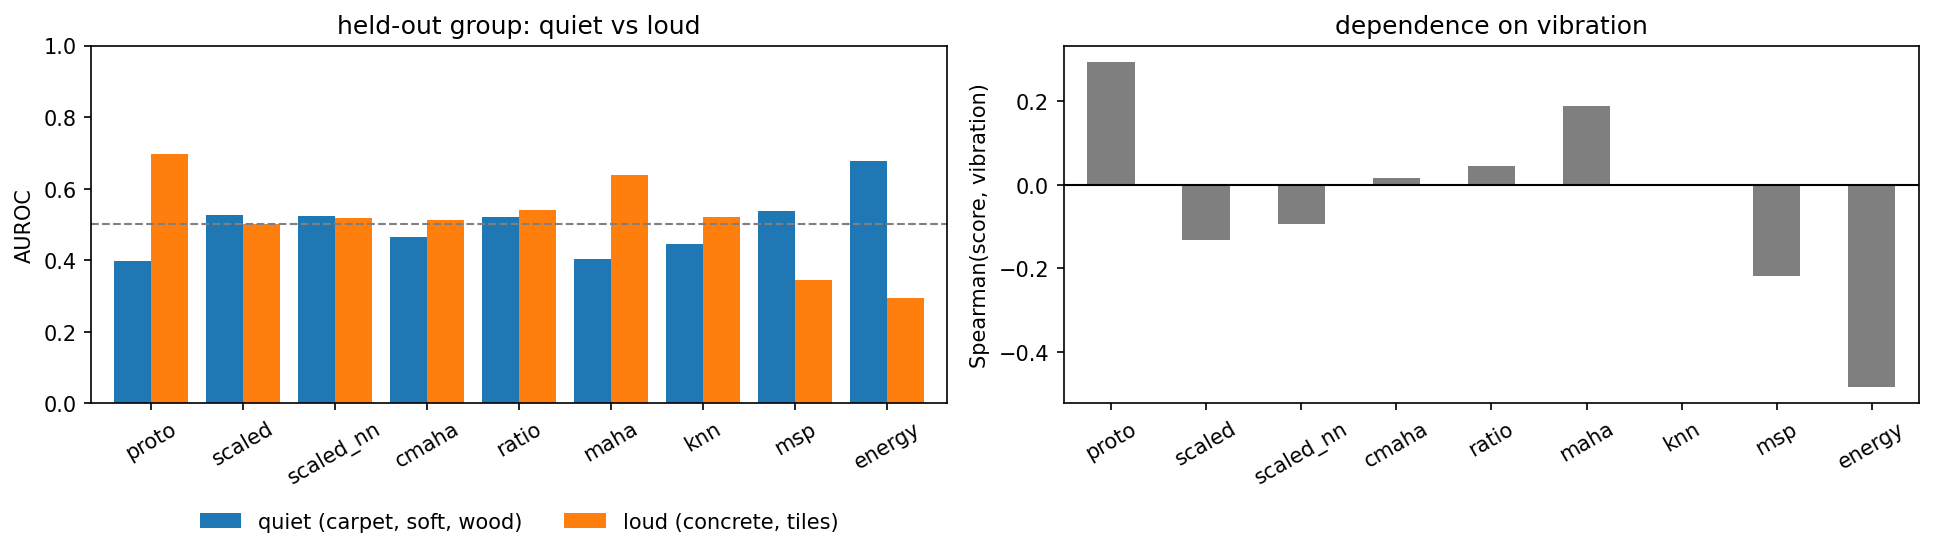 held-out group: quiet vs loud
AUROC
1.0
0.8
0.6
0.4
0.2
0.0
proto
scaled
scaled_nn
cmaha
ratio
maha
knn
msp
energy
quiet (carpet, soft, wood)
loud (concrete, tiles)
dependence on vibration
Spearman(score, vibration)
0.2
0.0
−0.2
−0.4
proto
scaled
scaled_nn
cmaha
ratio
maha
knn
msp
energy